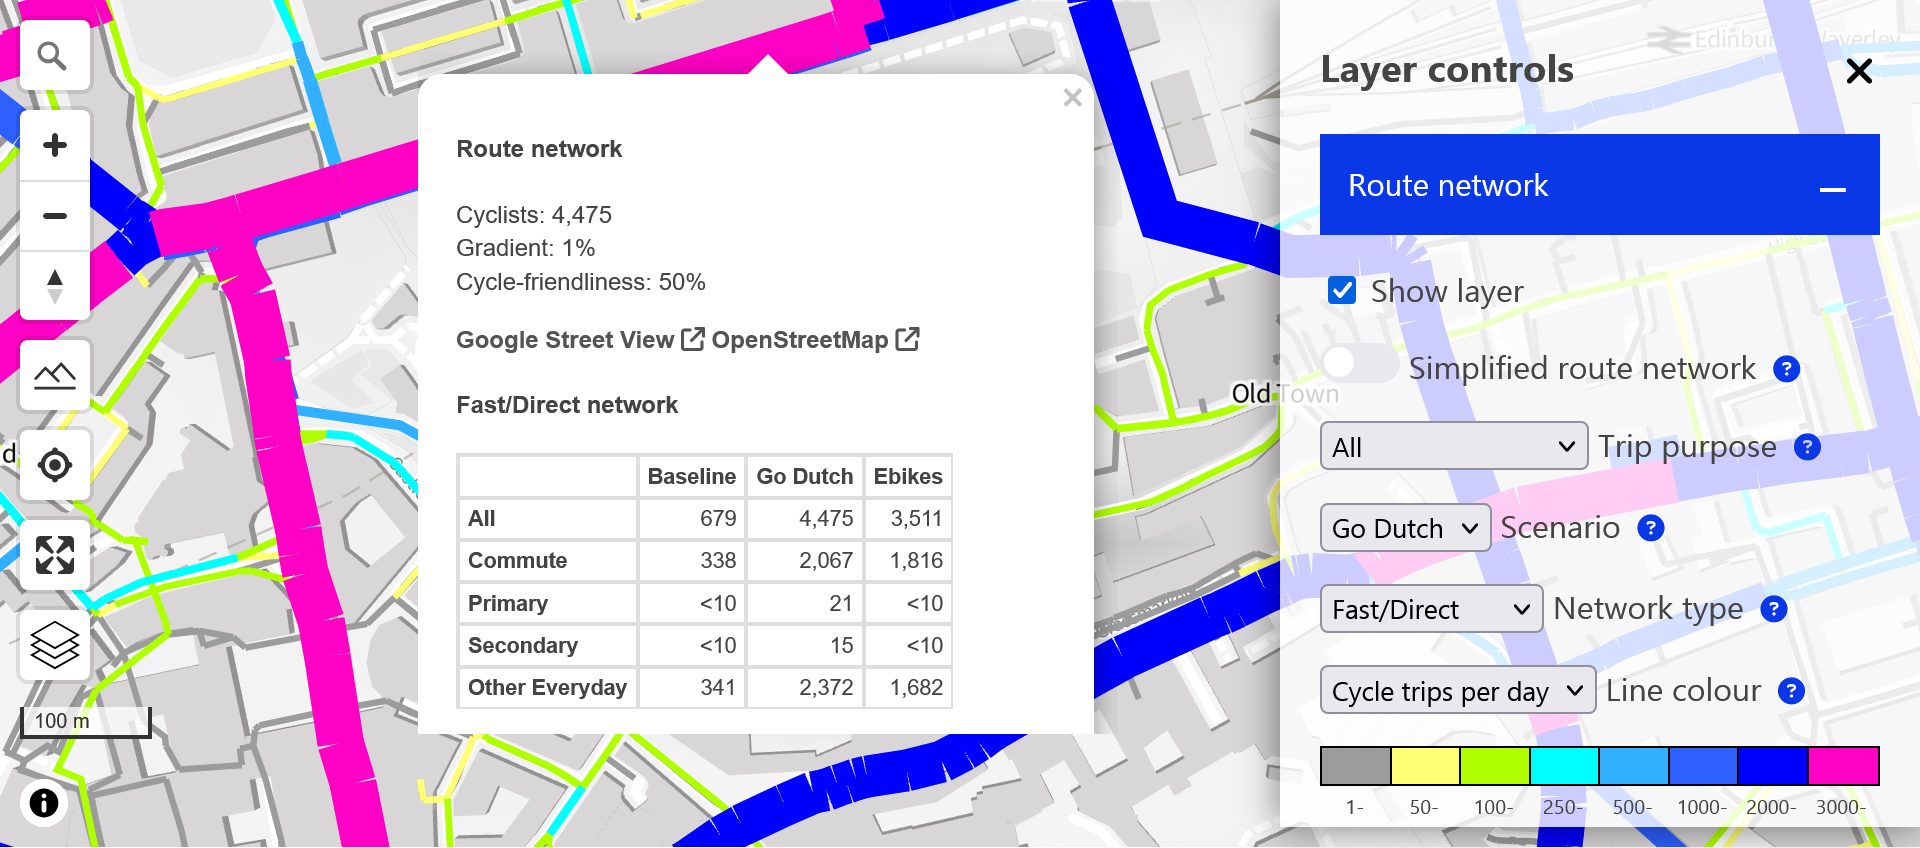 Route network
Cyclists: 4,475
Gradient: 1%
Cycle-friendliness: 50%
Google Street View OpenStreetMap
Fast/Direct network
Baseline Go Dutch Ebikes
All 679 4,475 3,511
Commute 338 2,067 1,816
Primary <10 21 <10
Secondary <10 15 <10
Other Everyday 341 2,372 1,682
100 m
d
Old Town
Edinburgh Waverley
Layer controls
Route network
Show layer
Simplified route network ?
All Trip purpose ?
Go Dutch Scenario ?
Fast/Direct Network type ?
Cycle trips per day Line colour ?
1- 50- 100- 250- 500- 1000- 2000- 3000-